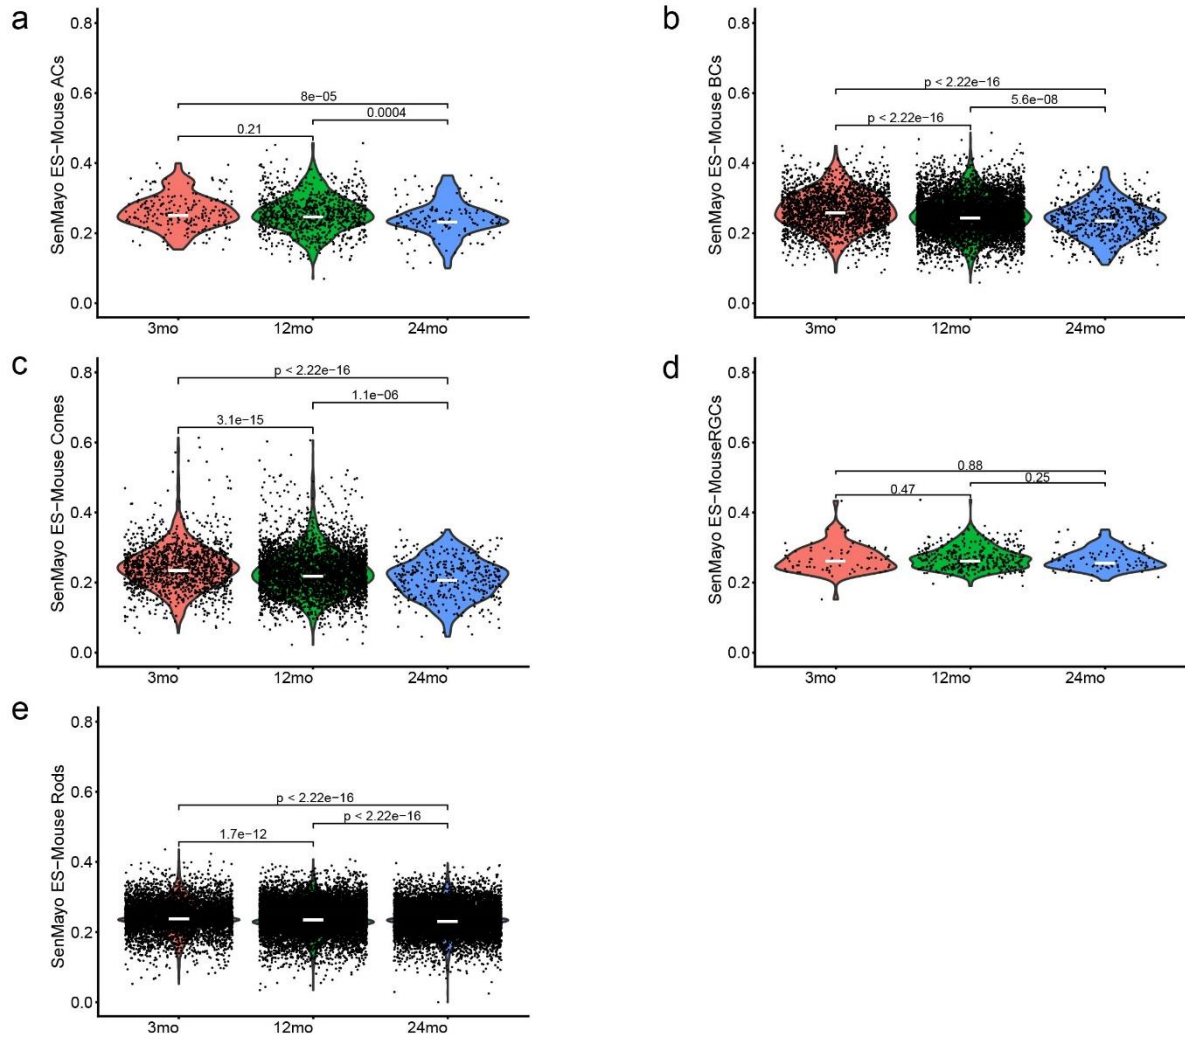 a
SenMayo ES−Mouse ACs
0.8
0.6
0.4
0.2
0.0
8e−05
0.0004
0.21
3mo 12mo 24mo
b
SenMayo ES−Mouse BCs
0.8
0.6
0.4
0.2
0.0
p < 2.22e−16
5.6e−08
p < 2.22e−16
3mo 12mo 24mo
c
SenMayo ES−Mouse Cones
0.8
0.6
0.4
0.2
0.0
p < 2.22e−16
1.1e−06
3.1e−15
3mo 12mo 24mo
d
SenMayo ES−MouseRGCs
0.8
0.6
0.4
0.2
0.0
0.88
0.25
0.47
3mo 12mo 24mo
e
SenMayo ES−Mouse Rods
0.8
0.6
0.4
0.2
0.0
p < 2.22e−16
p < 2.22e−16
1.7e−12
3mo 12mo 24mo